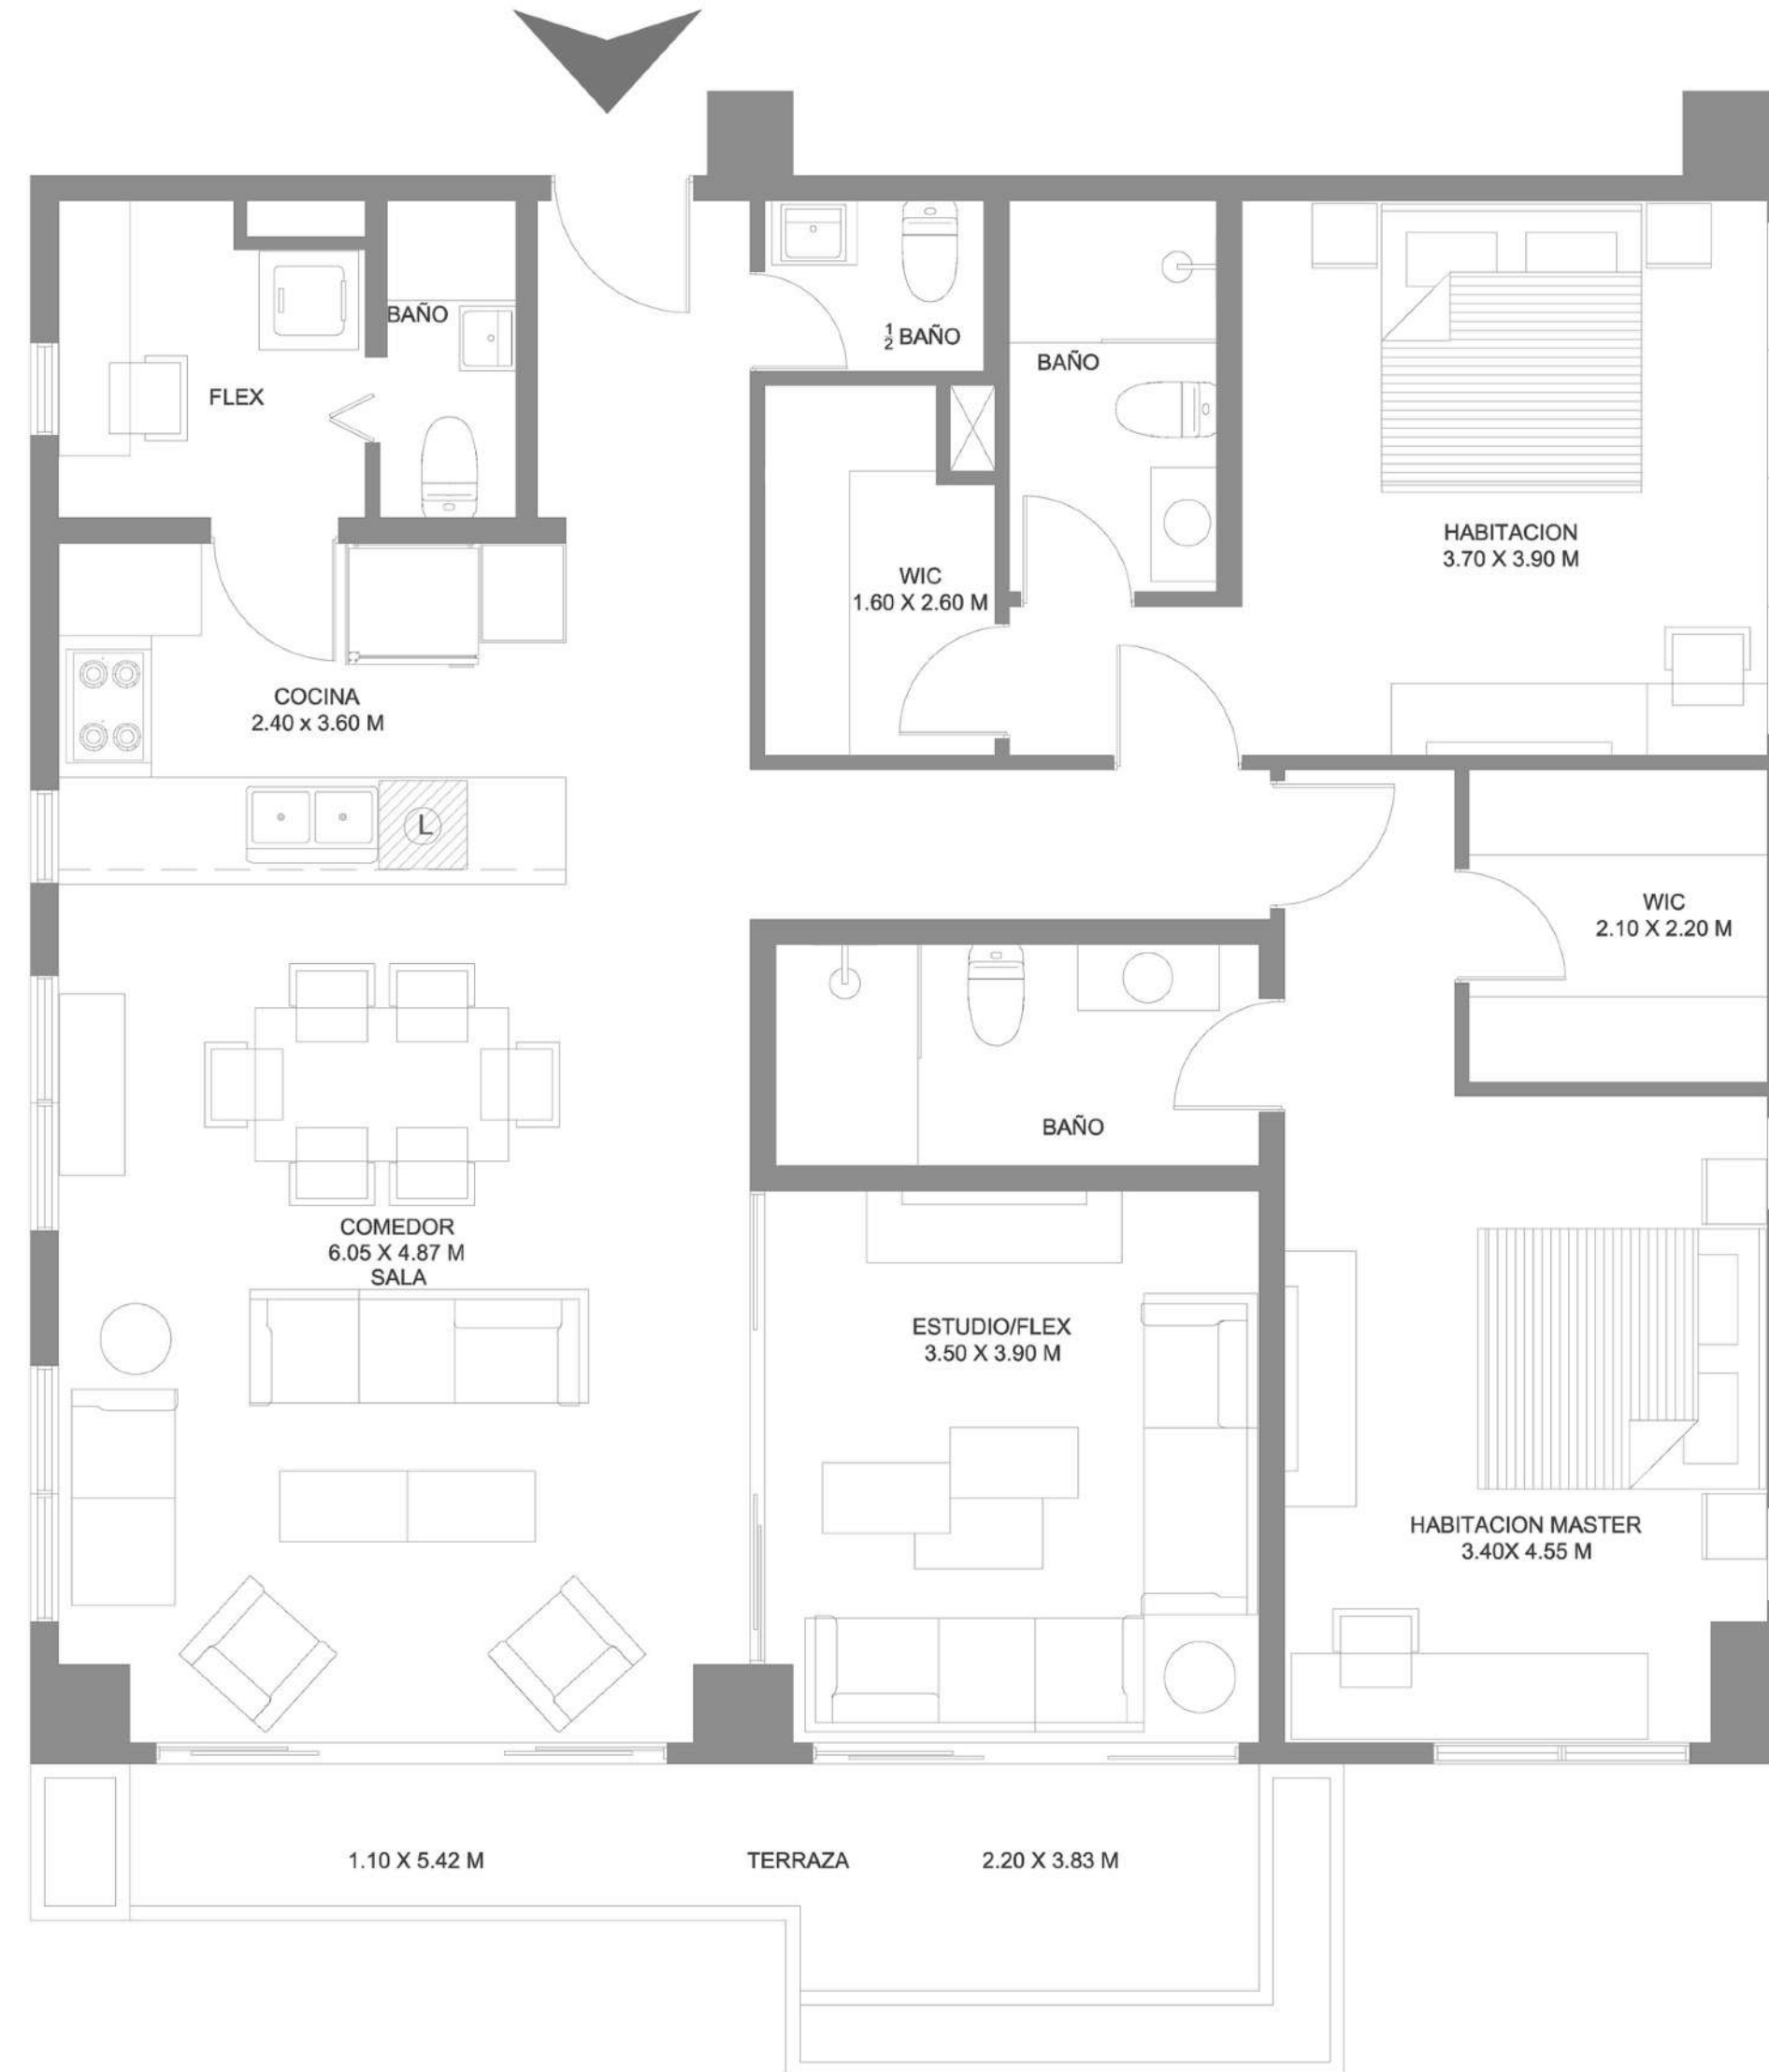 BAÑO
½ BAÑO
BAÑO
FLEX
HABITACION
3.70 X 3.90 M
WIC
1.60 X 2.60 M
COCINA
2.40 x 3.60 M
L
WIC
2.10 X 2.20 M
BAÑO
COMEDOR
6.05 X 4.87 M
SALA
ESTUDIO/FLEX
3.50 X 3.90 M
HABITACION MASTER
3.40X 4.55 M
1.10 X 5.42 M
TERRAZA
2.20 X 3.83 M